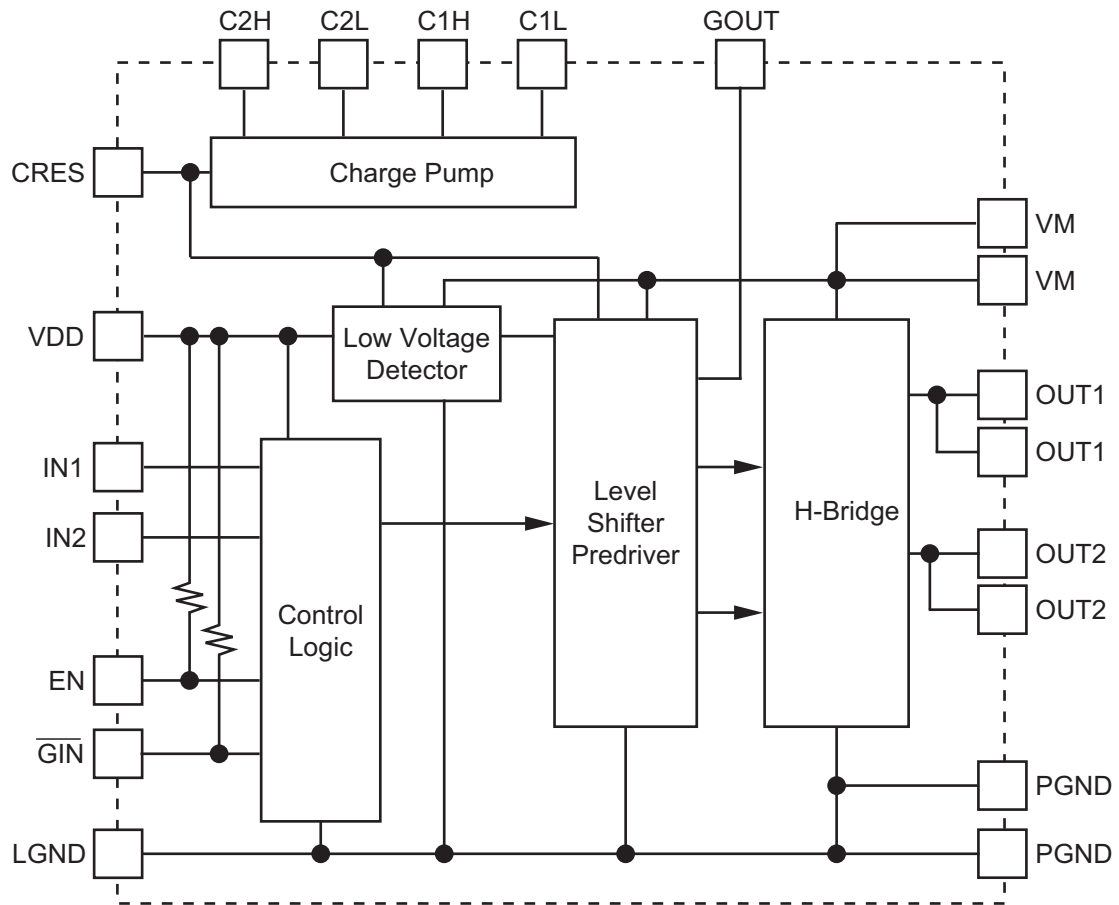 C2H C2L C1H C1L GOUT
CRES
Charge Pump
VM
VM
VDD
Low Voltage
Detector
OUT1
OUT1
IN1
IN2
Level
Shifter
Predriver
H-Bridge
OUT2
OUT2
Control
Logic
EN
GIN
PGND
LGND
PGND